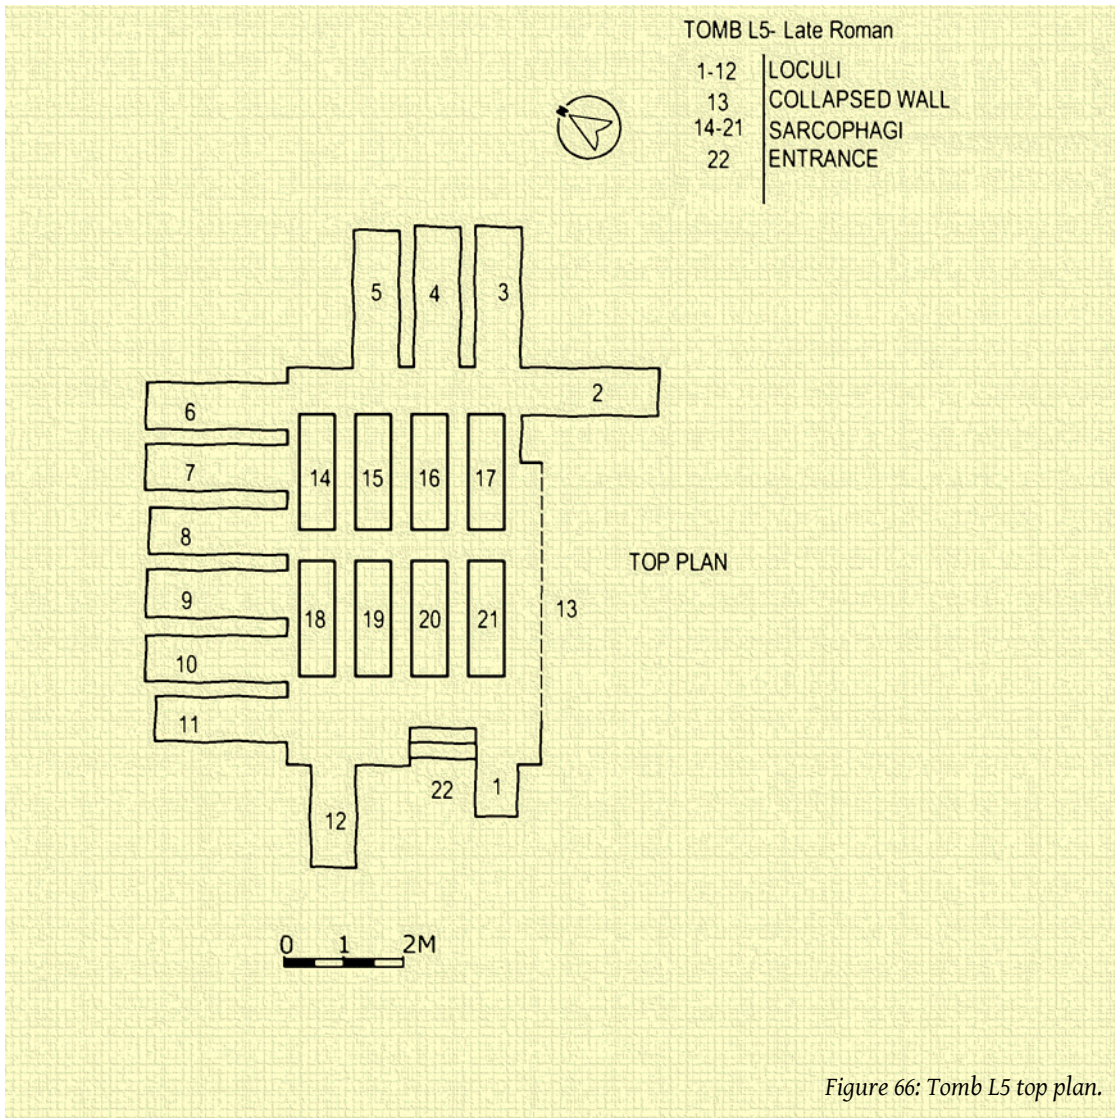 TOMB L5- Late Roman
1-12 LOCULI
13 COLLAPSED WALL
14-21 SARCOPHAGI
22 ENTRANCE
N
5 4 3
2
6
7
14 15 16 17
8
TOP PLAN
9
13
18 19 20 21
10
11
22 1
12
0 1 2M
Figure 66: Tomb L5 top plan.